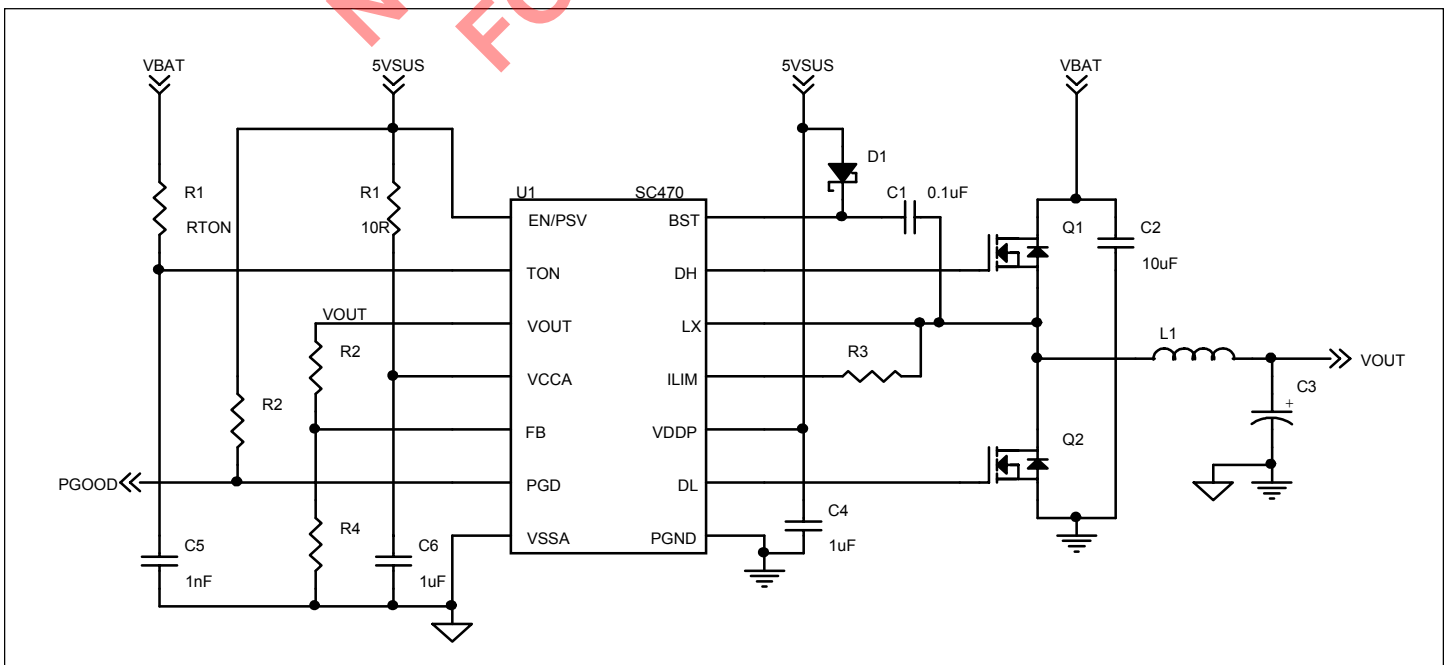 VBAT
5VSUS
5VSUS
VBAT
R1
RTON
R1
10R
U1
SC470
D1
C1
0.1uF
Q1
C2
10uF
EN/PSV
BST
TON
DH
VOUT
VOUT
LX
L1
VOUT
R2
R3
VCCA
ILIM
C3
+
R2
FB
VDDP
Q2
PGOOD
PGD
DL
R4
C4
1uF
C5
1nF
C6
1uF
VSSA
PGND